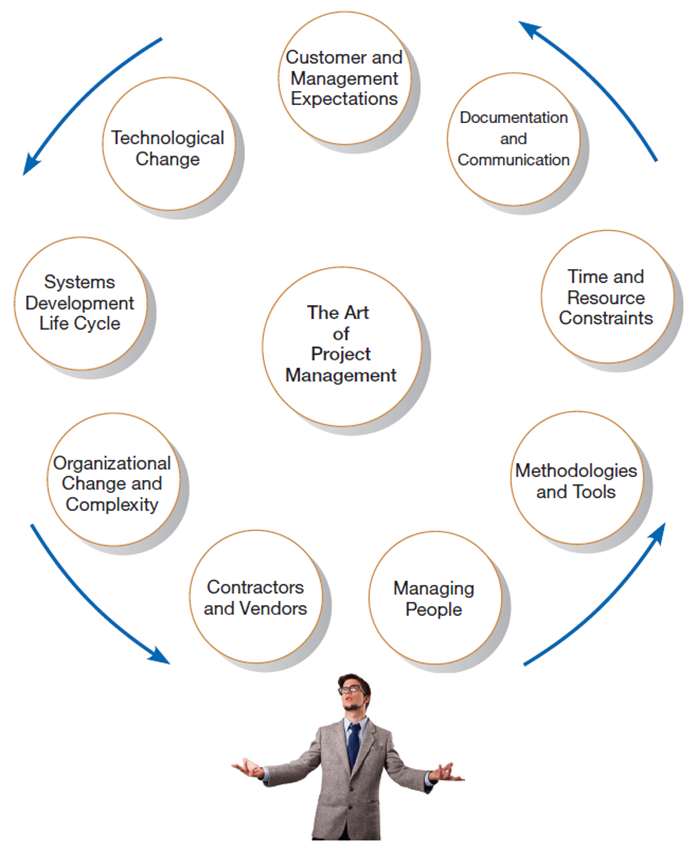 Customer and
Management
Expectations
Documentation
and
Communication
Technological
Change
Systems
Development
Life Cycle
Time and
Resource
Constraints
The Art
of
Project
Management
Organizational
Change and
Complexity
Methodologies
and Tools
Contractors
and Vendors
Managing
People